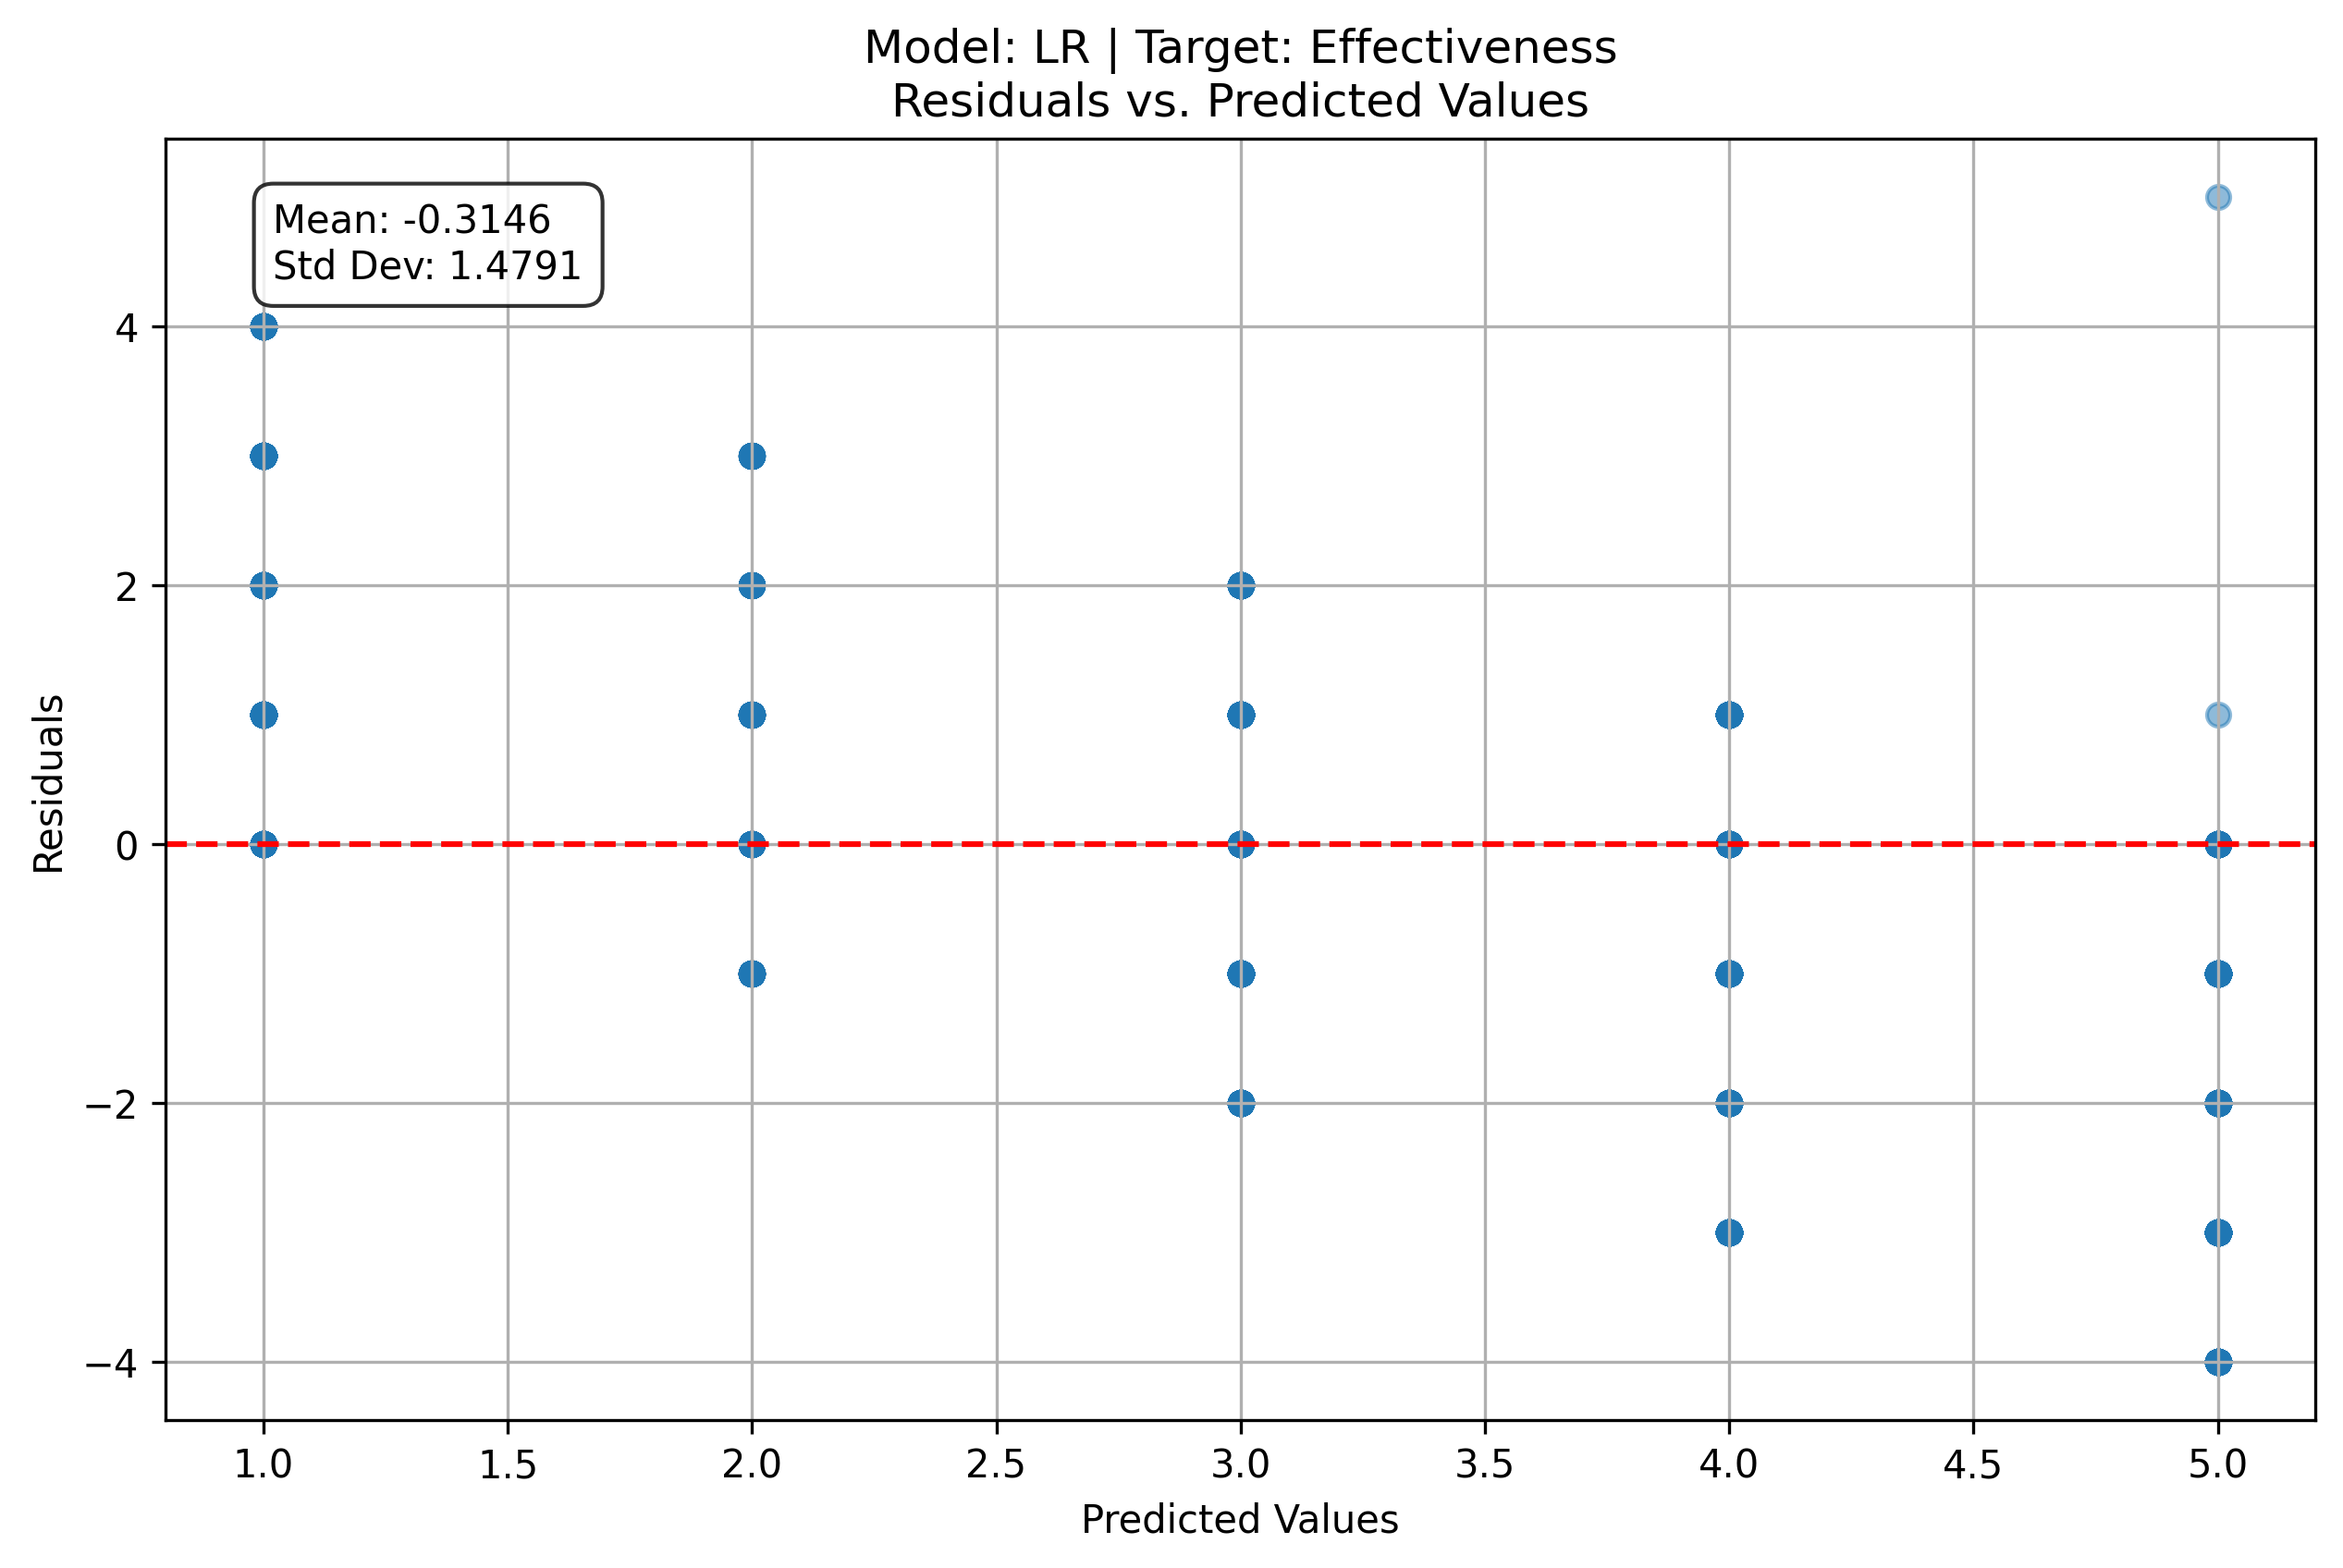 Model: LR | Target: Effectiveness
Residuals vs. Predicted Values
Mean: -0.3146
Std Dev: 1.4791
4
2
0
−2
−4
Residuals
1.0 1.5 2.0 2.5 3.0 3.5 4.0 4.5 5.0
Predicted Values